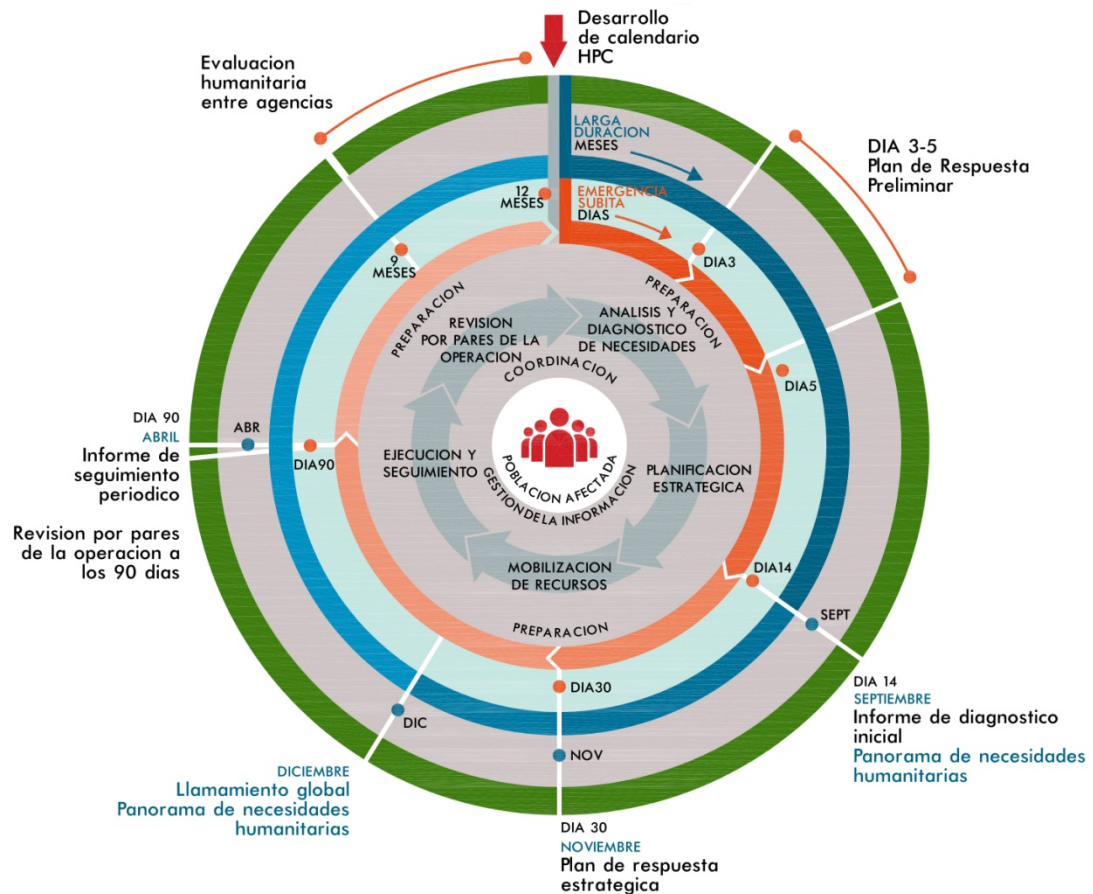 Desarrollo
de calendario
HPC
Evaluacion
humanitaria
entre agencias
LARGA
DURACION
MESES
DIA 3-5
Plan de Respuesta
Preliminar
12
MESES
EMERGENCIA
SUBITA
DIAS
9
MESES
DIA3
PREPARACION
PREPARACION
REVISION
POR PARES DE LA
OPERACION
ANALISIS Y
DIAGNOSTICO
DE NECESIDADES
COORDINACION
DIA5
DIA 90
ABRIL
Informe de
seguimiento
periodico
ABR
DIA90
EJECUCION Y
SEGUIMIENTO
POBLACION AFECTADA
GESTION DE LA INFORMACION
PLANIFICACION
ESTRATEGICA
Revision por pares
de la operacion a
los 90 dias
MOBILIZACION
DE RECURSOS
DIA14
SEPT
PREPARACION
DIA30
DIC
NOV
DIA 14
SEPTIEMBRE
Informe de diagnostico
inicial
Panorama de necesidades
humanitarias
DICIEMBRE
Llamamiento global
Panorama de necesidades
humanitarias
DIA 30
NOVIEMBRE
Plan de respuesta
estrategica